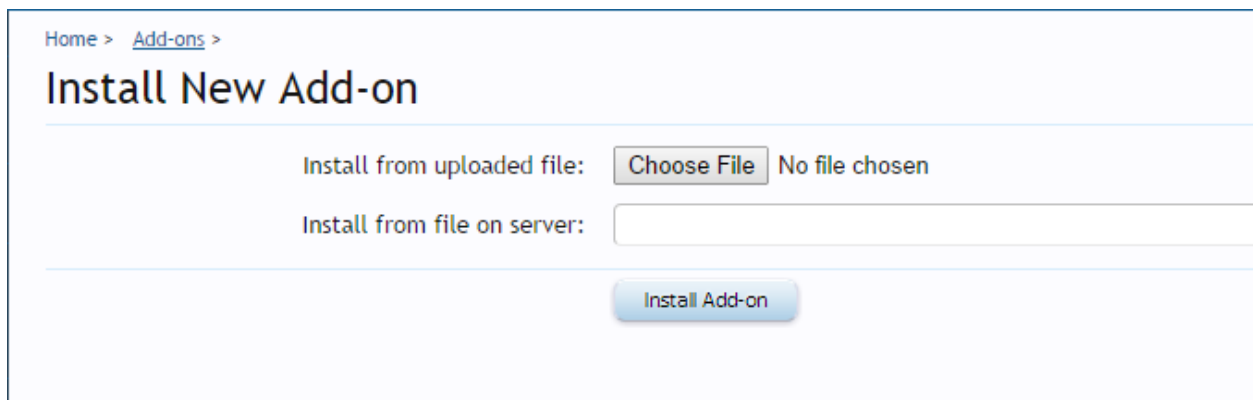 Home > Add-ons >
Install New Add-on
Install from uploaded file: Choose File No file chosen
Install from file on server:
Install Add-on